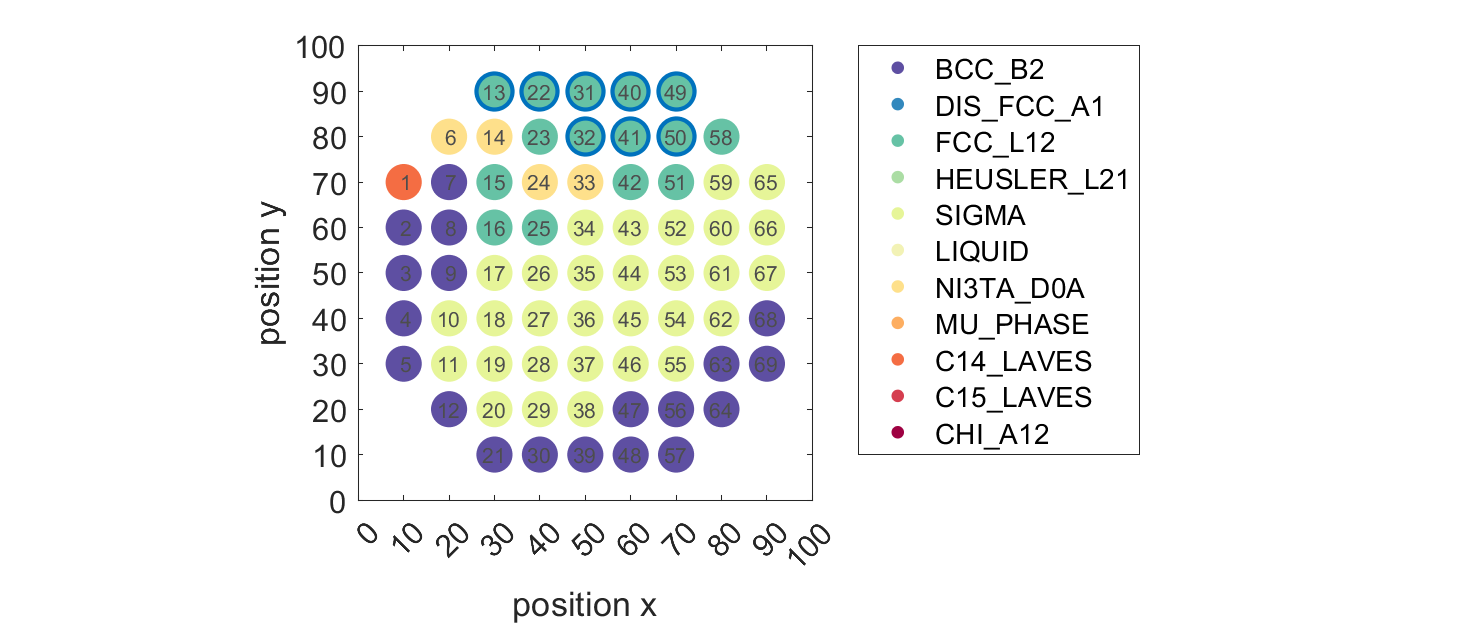 100
90
80
70
60
50
40
30
20
10
0
position y
13 22 31 40 49
6 14 23 32 41 50 58
1 7 15 24 33 42 51 59 65
2 8 16 25 34 43 52 60 66
3 9 17 26 35 44 53 61 67
4 10 18 27 36 45 54 62 68
5 11 19 28 37 46 55 63 69
12 20 29 38 47 56 64
21 30 39 48 57
0 10 20 30 40 50 60 70 80 90 100
position x
BCC_B2
DIS_FCC_A1
FCC_L12
HEUSLER_L21
SIGMA
LIQUID
NI3TA_D0A
MU_PHASE
C14_LAVES
C15_LAVES
CHI_A12